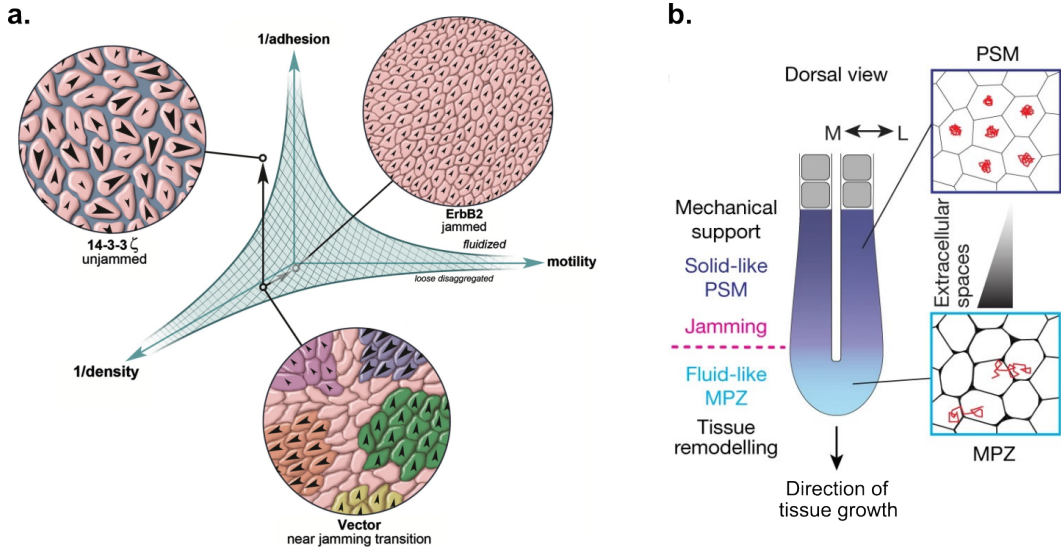 a.
1/adhesion
14-3-3 ζ
unjammed
ErbB2
jammed
fluidized
motility
loose disaggregated
1/density
Vector
near jamming transition
b.
Dorsal view
M
L
PSM
Mechanical
support
Solid-like
PSM
Jamming
Fluid-like
MPZ
Tissue
remodelling
Extracellular
spaces
MPZ
Direction of
tissue growth